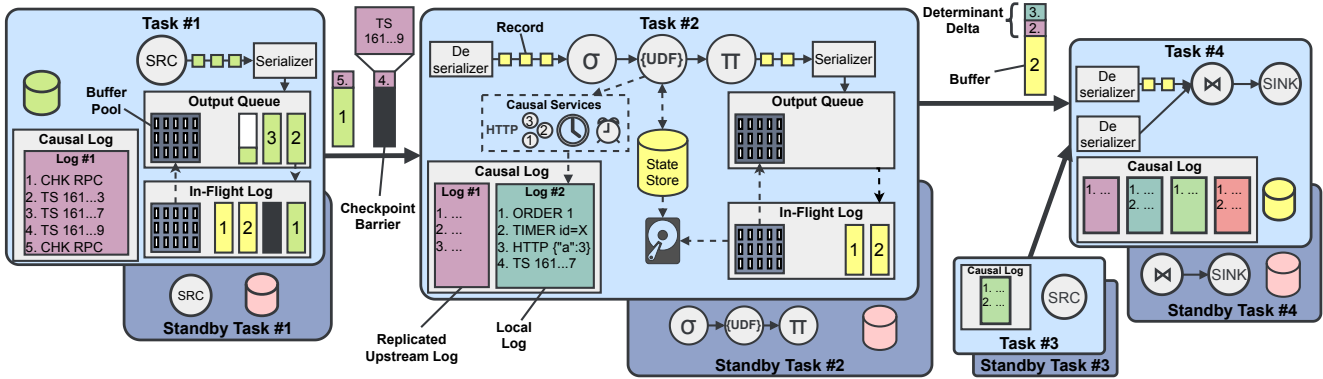 Task #1
SRC
Serializer
Buffer
Pool
Output Queue
3
2
Causal Log
Log #1
1. CHK RPC
2. TS 161...3
3. TS 161...7
4. TS 161...9
5. CHK RPC
In-Flight Log
1
2
1
SRC
Standby Task #1
TS
161...9
5.
4.
1
Checkpoint
Barrier
Task #2
Record
De
serializer
σ
{UDF}
Π
Serializer
Causal Services
HTTP
3
2
1
Output Queue
State
Store
Causal Log
Log #1
1. ...
2. ...
3. ...
Log #2
1. ORDER 1
2. TIMER id=X
3. HTTP {"a":3}
4. TS 161...7
In-Flight Log
1
2
Replicated
Upstream Log
Local
Log
σ
{UDF}
Π
Standby Task #2
Determinant
Delta
3.
2.
Buffer
2
Task #4
De
serializer
⋈
SINK
De
serializer
Causal Log
1. ...
1. ...
2. ...
1. ...
1. ...
2. ...
⋈
SINK
Standby Task #4
Causal Log
1. ...
2. ...
SRC
Task #3
Standby Task #3